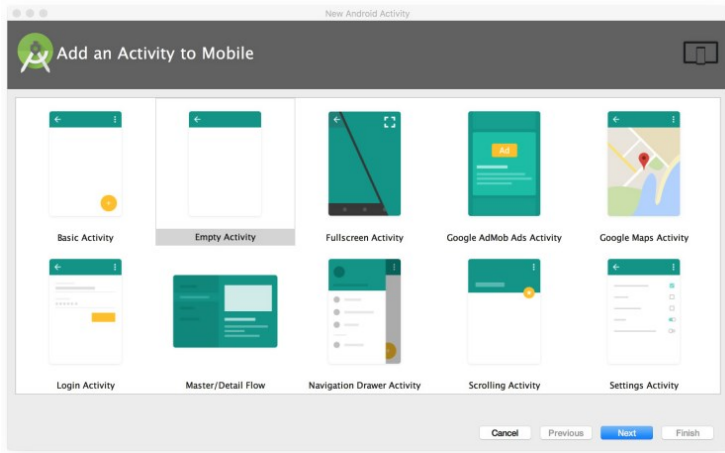 New Android Activity
Add an Activity to Mobile
Ad
Basic Activity
Empty Activity
Fullscreen Activity
Google AdMob Ads Activity
Google Maps Activity
Login Activity
Master/Detail Flow
Navigation Drawer Activity
Scrolling Activity
Settings Activity
Cancel
Previous
Next
Finish